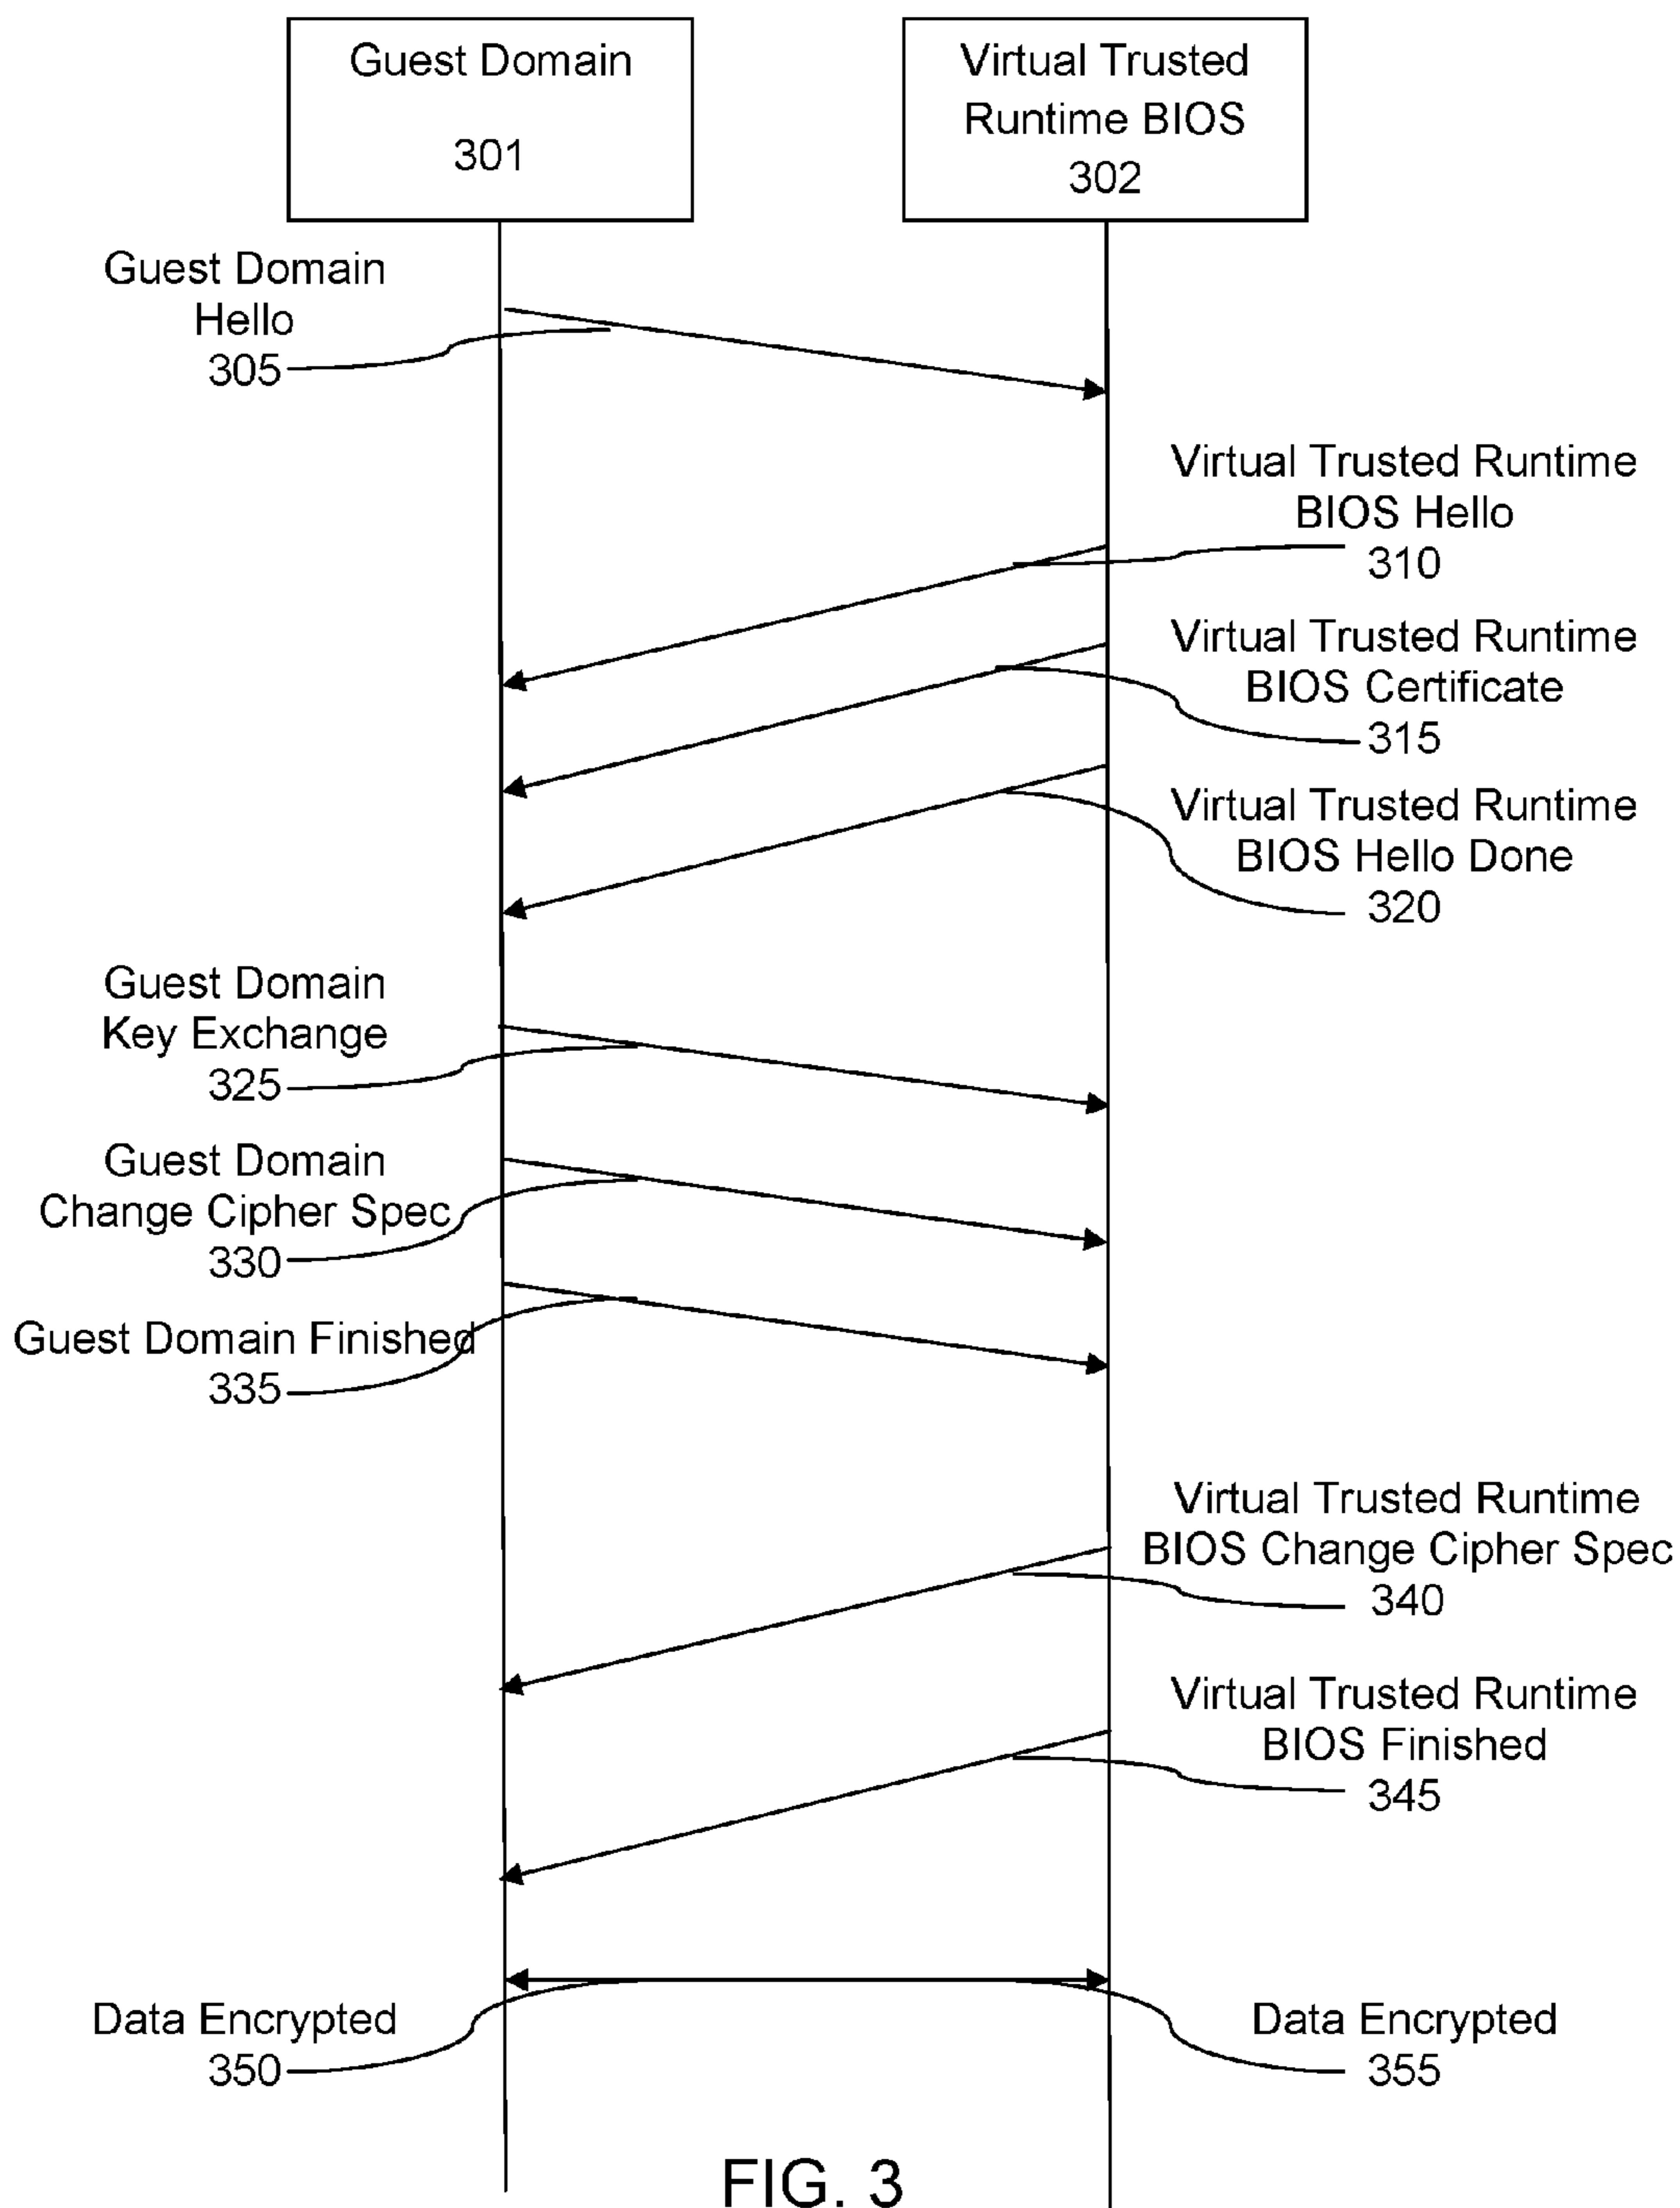 Guest Domain
301
Virtual Trusted
Runtime BIOS
302
Guest Domain
Hello
305
Virtual Trusted Runtime
BIOS Hello
310
Virtual Trusted Runtime
BIOS Certificate
315
Virtual Trusted Runtime
BIOS Hello Done
320
Guest Domain
Key Exchange
325
Guest Domain
Change Cipher Spec
330
Guest Domain Finished
335
Virtual Trusted Runtime
BIOS Change Cipher Spec
340
Virtual Trusted Runtime
BIOS Finished
345
Data Encrypted
350
Data Encrypted
355
FIG. 3